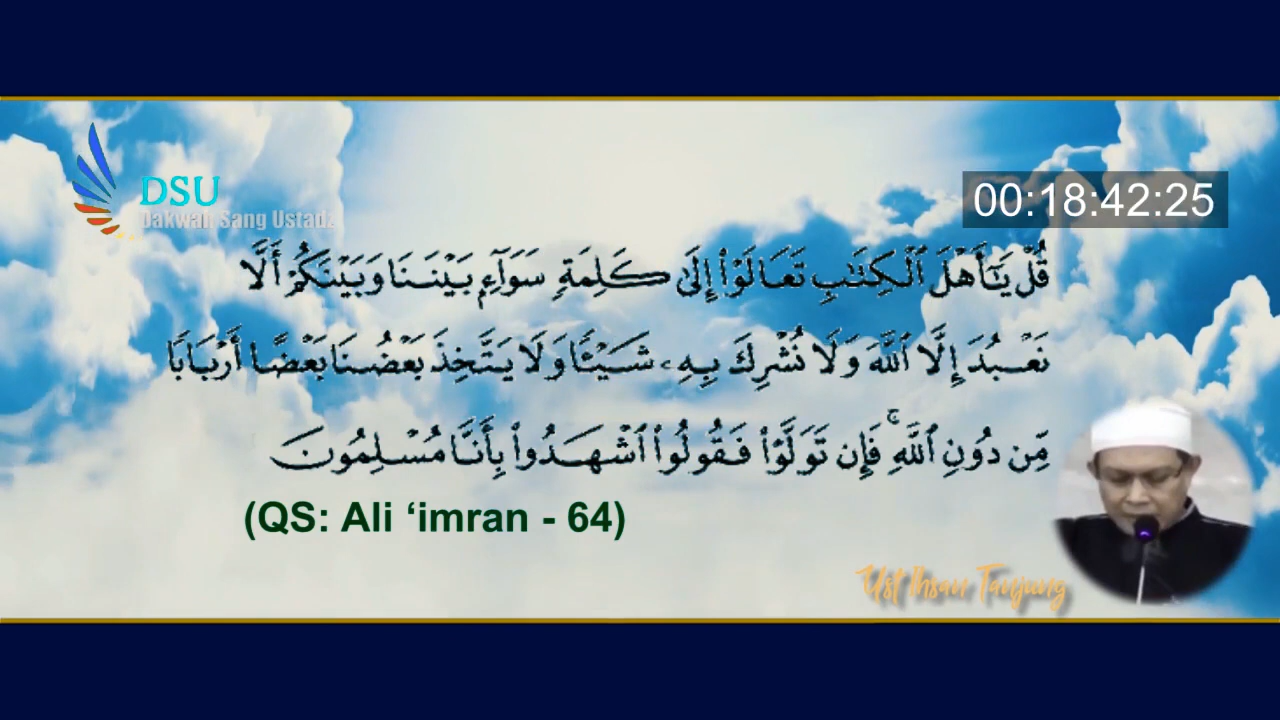 DSU
Dakwah Sang Ustadz
00:18:42:25
قُلْ يَـٰٓأَهْلَ ٱلْكِتَـٰبِ تَعَالَوْا۟ إِلَىٰ كَلِمَةٍ سَوَآءٍۭ بَيْنَنَا وَبَيْنَكُمْ أَلَّا
نَعْبُدَ إِلَّا ٱللَّهَ وَلَا نُشْرِكَ بِهِۦ شَيْـًٔا وَلَا يَتَّخِذَ بَعْضُنَا بَعْضًا أَرْبَابًا
مِّن دُونِ ٱللَّهِ ۚ فَإِن تَوَلَّوْا۟ فَقُولُوا۟ ٱشْهَدُوا۟ بِأَنَّا مُسْلِمُونَ
(QS: Ali ‘imran - 64)
Ust Ihsan Tanjung